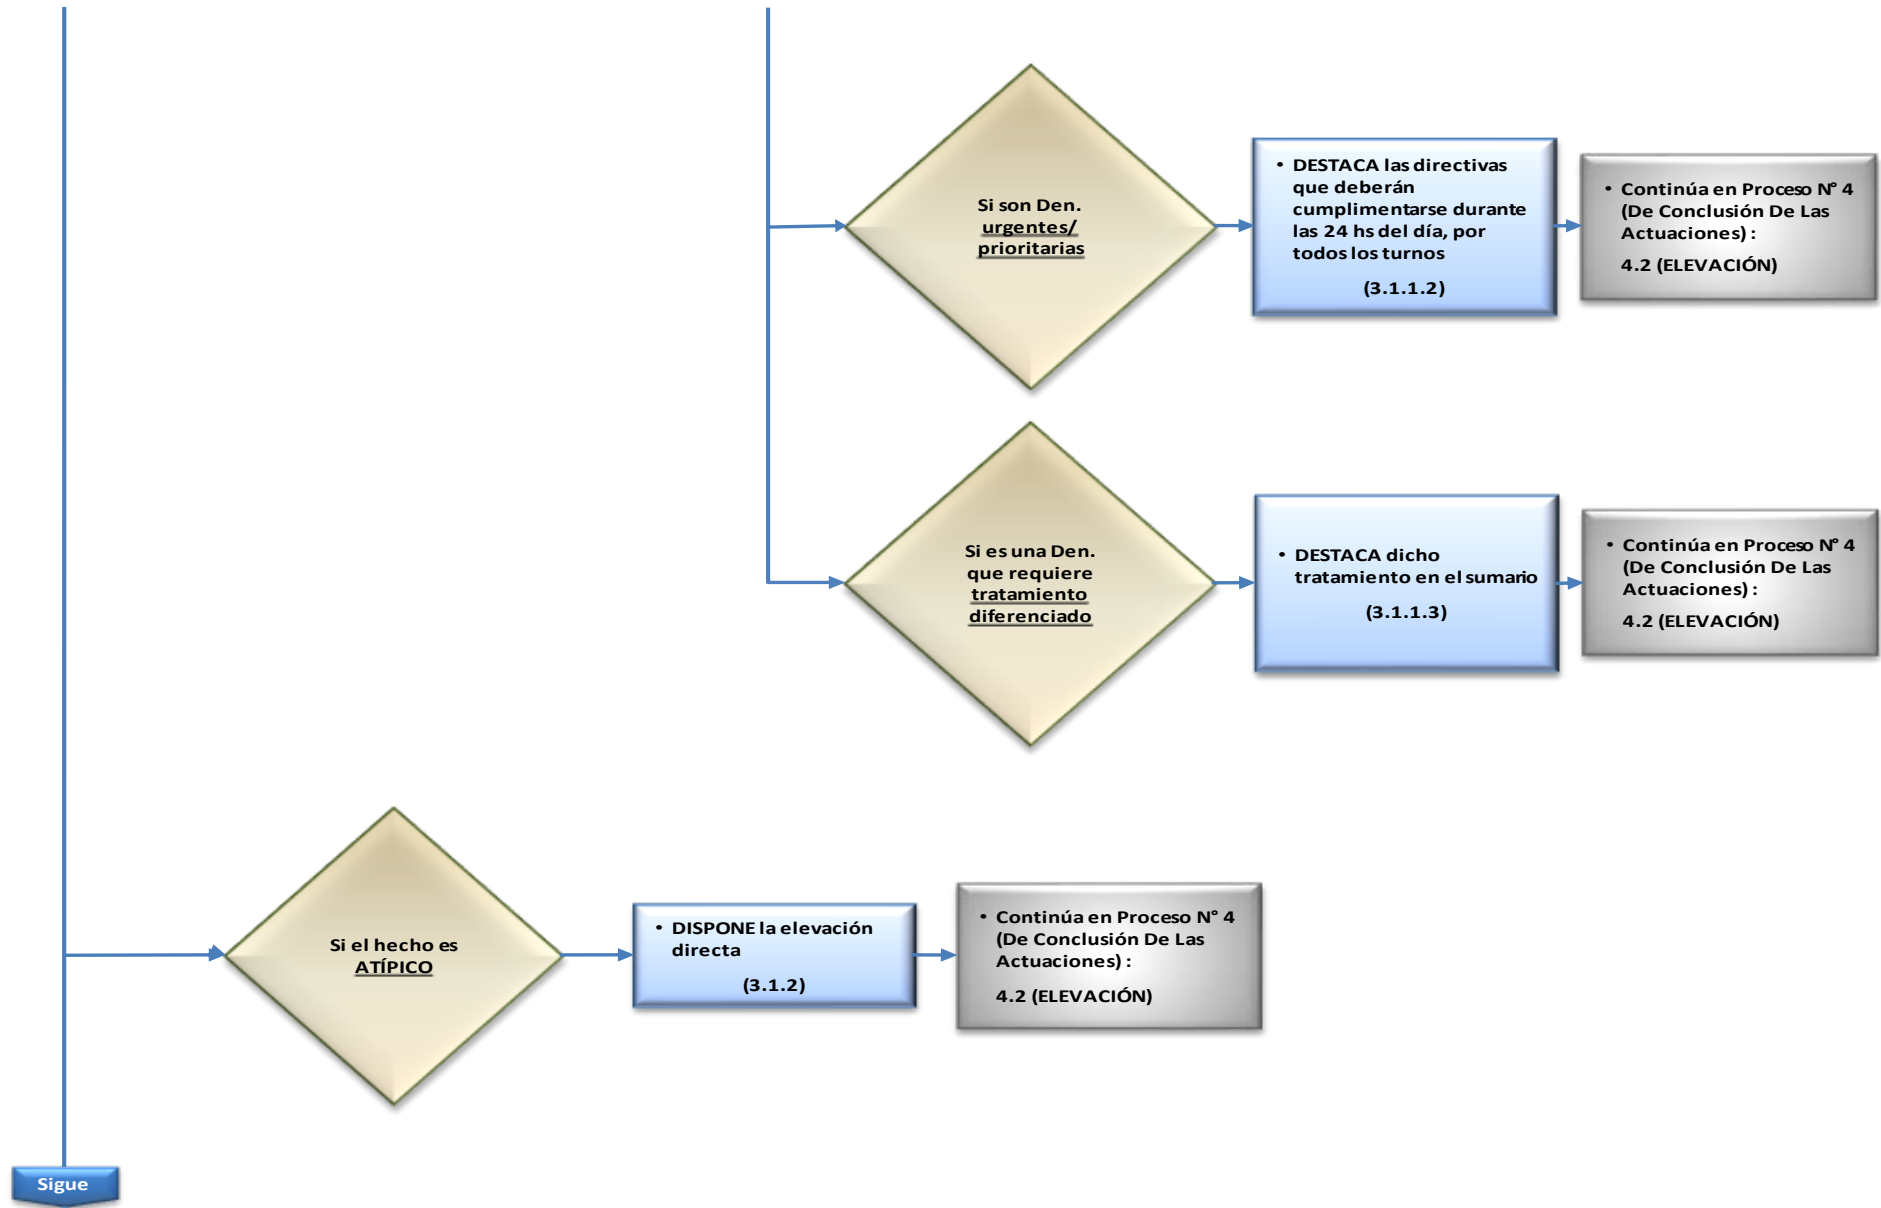 Si son Den.
urgentes/
prioritarias
• DESTACA las directivas
que deberán
cumplimentarse durante
las 24 hs del día, por
todos los turnos
(3.1.1.2)
• Continúa en Proceso N° 4
(De Conclusión De Las
Actuaciones) :
4.2 (ELEVACIÓN)
Si es una Den.
que requiere
tratamiento
diferenciado
• DESTACA dicho
tratamiento en el sumario
(3.1.1.3)
• Continúa en Proceso N° 4
(De Conclusión De Las
Actuaciones) :
4.2 (ELEVACIÓN)
Si el hecho es
ATÍPICO
• DISPONE la elevación
directa
(3.1.2)
• Continúa en Proceso N° 4
(De Conclusión De Las
Actuaciones) :
4.2 (ELEVACIÓN)
Sigue